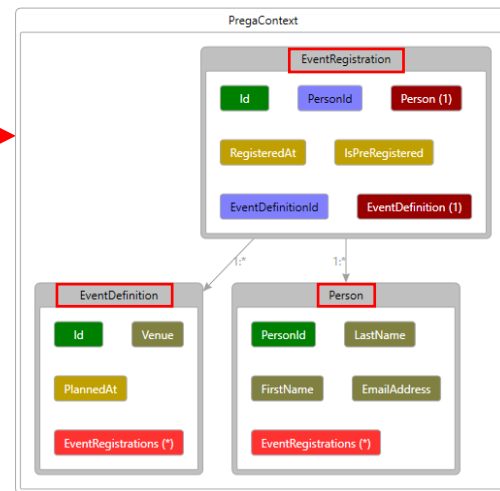 PregaContext
EventRegistration
Id PersonId Person (1)
RegisteredAt IsPreRegistered
EventDefinitionId EventDefinition (1)
1:* 1:*
EventDefinition
Id Venue
PlannedAt
EventRegistrations (*)
Person
PersonId LastName
FirstName EmailAddress
EventRegistrations (*)